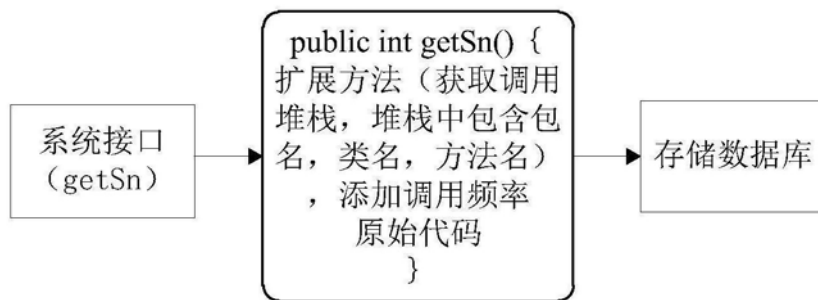 系统接口
（getSn）
public int getSn() {
扩展方法（获取调用
堆栈，堆栈中包含包
名，类名，方法名）
，添加调用频率
原始代码
}
存储数据库